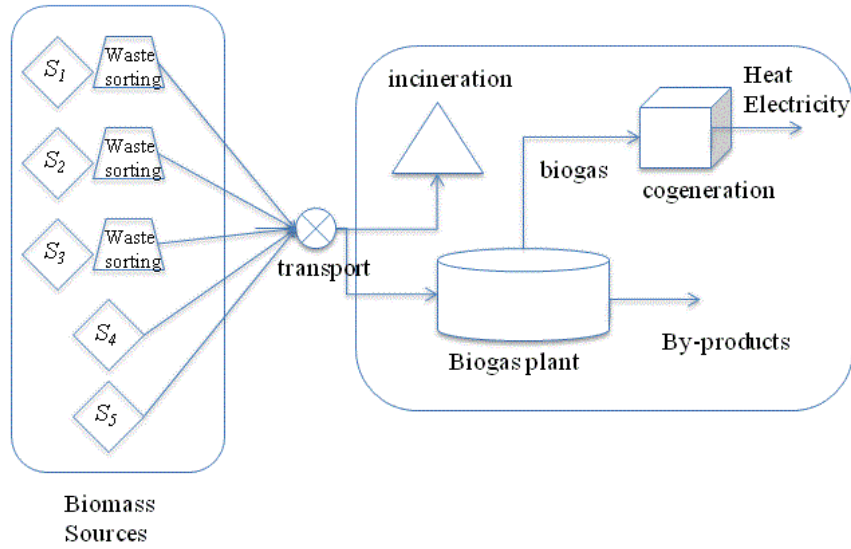 S1
Waste
sorting
S2
Waste
sorting
S3
Waste
sorting
S4
S5
Biomass
Sources
transport
incineration
biogas
Heat
Electricity
cogeneration
Biogas plant
By-products